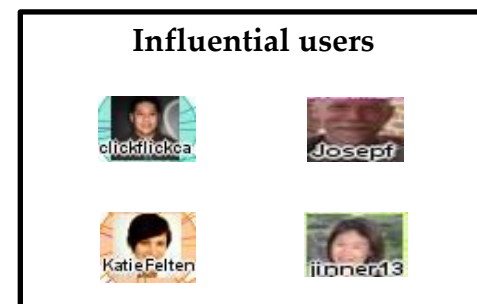 Influential users
clickflickca
Josepf
KatieFelten
jinner13